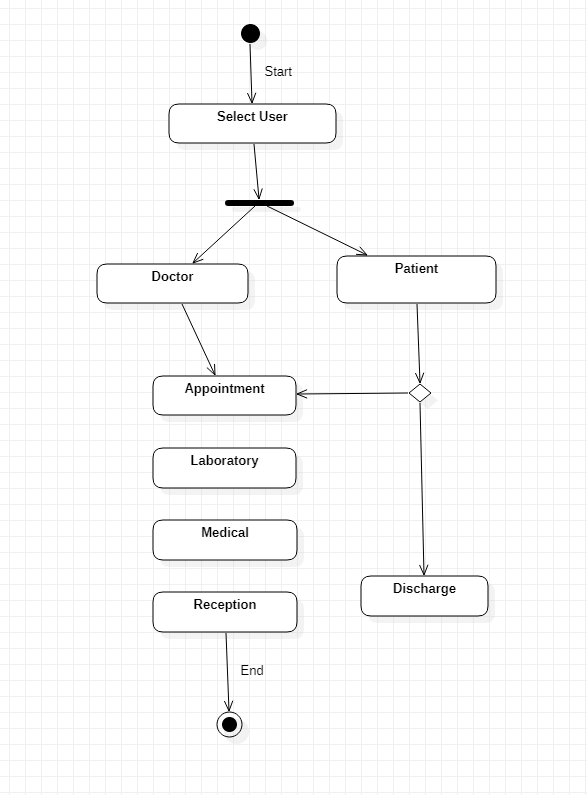 Start
Select User
Doctor
Patient
Appointment
Laboratory
Medical
Reception
Discharge
End